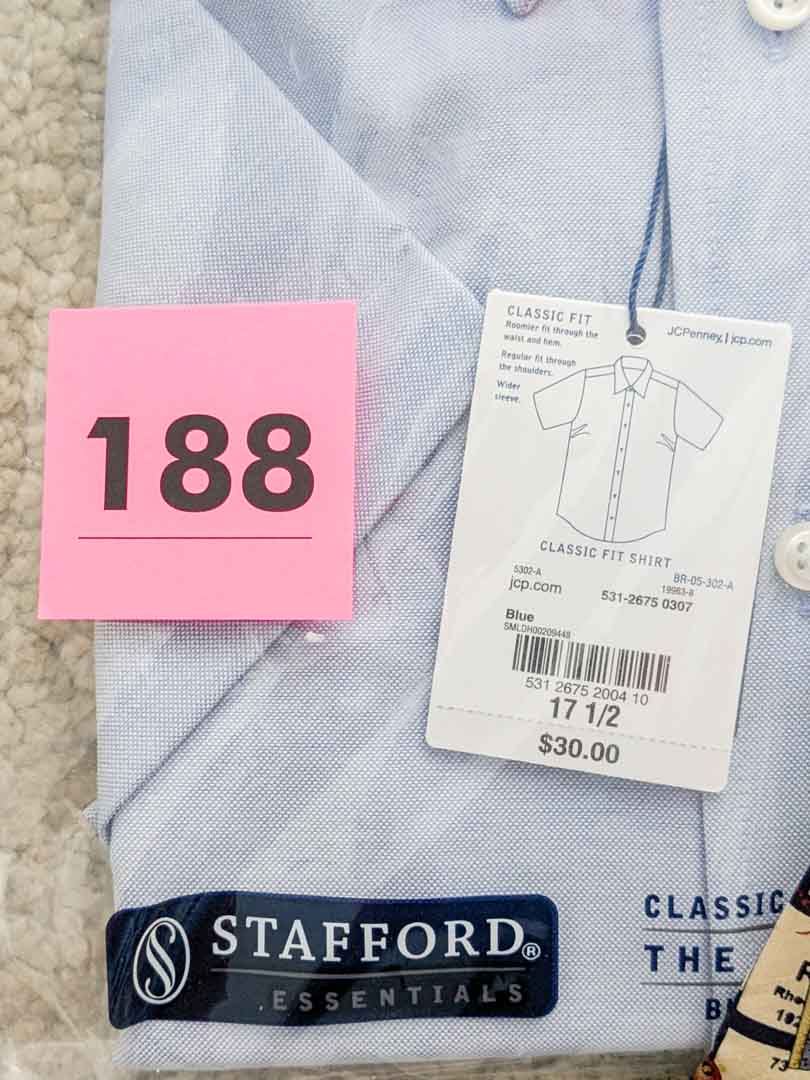 188
CLASSIC FIT
Roomier fit through the
waist and hem.
JCPenney. | jcp.com
Regular fit through
the shoulders.
Wider
sleeve.
CLASSIC FIT SHIRT
5302-A
BR-05-302-A
jcp.com
19963-8
531-2675 0307
Blue
SMLDH00209448
531 2675 2004 10
17 1/2
$30.00
STAFFORD®
ESSENTIALS
CLASSIC
THE